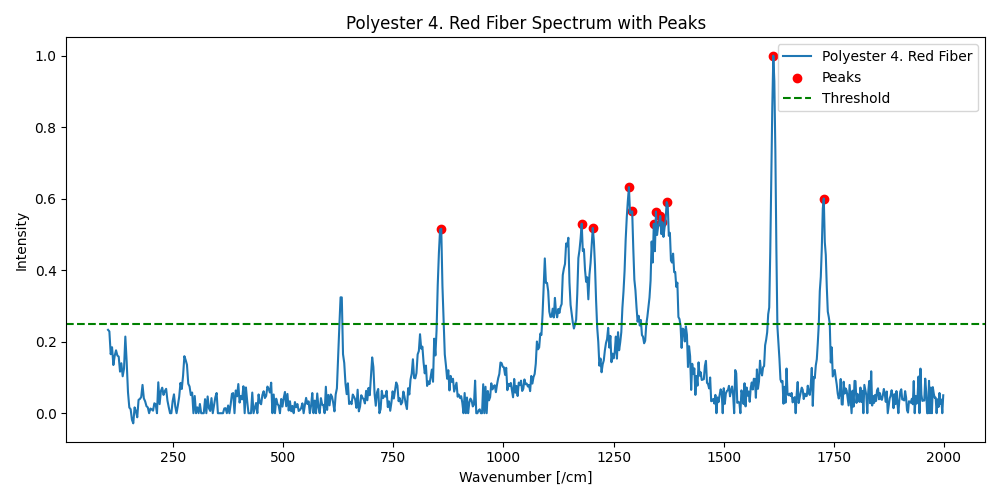 Polyester 4. Red Fiber Spectrum with Peaks
Polyester 4. Red Fiber
Peaks
Threshold
Intensity
1.0
0.8
0.6
0.4
0.2
0.0
250 500 750 1000 1250 1500 1750 2000
Wavenumber [/cm]